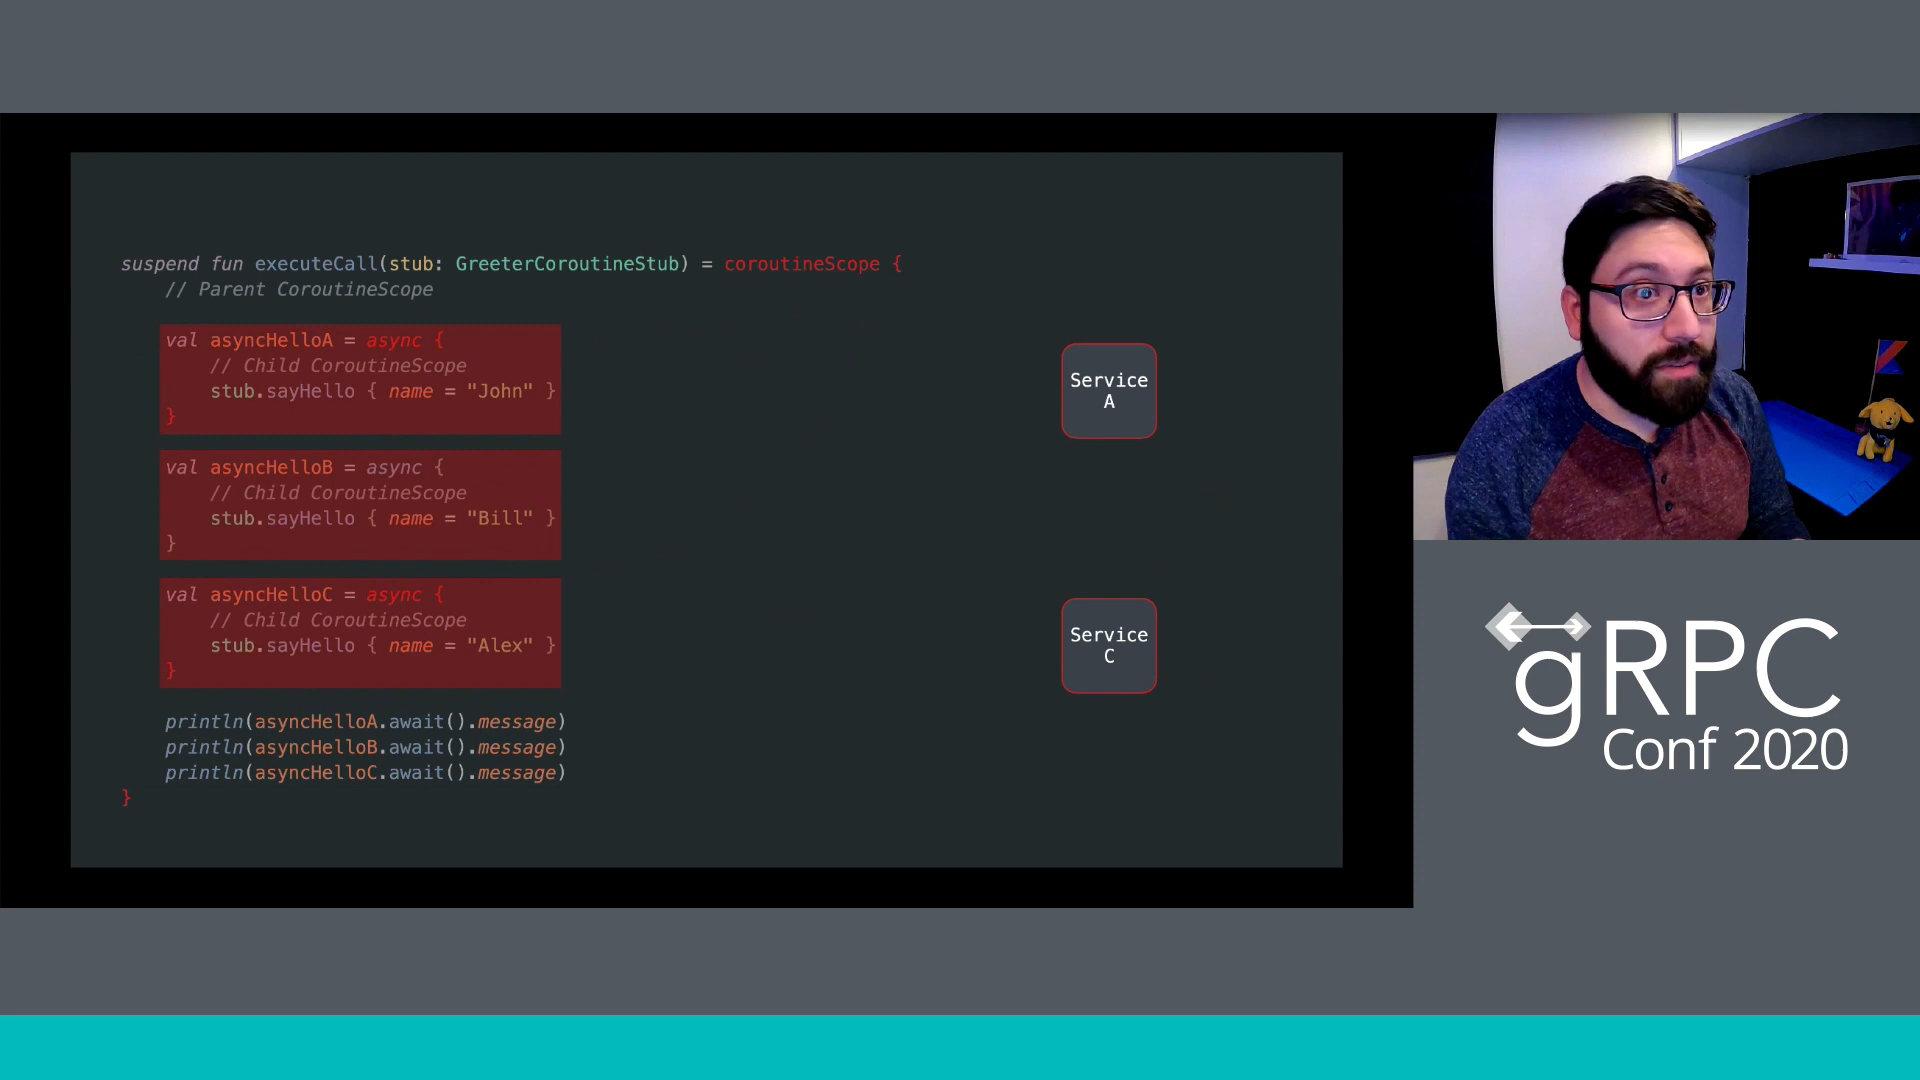 suspend fun executeCall(stub: GreeterCoroutineStub) = coroutineScope {
// Parent CoroutineScope
val asyncHelloA = async {
// Child CoroutineScope
stub.sayHello { name = "John" }
}
val asyncHelloB = async {
// Child CoroutineScope
stub.sayHello { name = "Bill" }
}
val asyncHelloC = async {
// Child CoroutineScope
stub.sayHello { name = "Alex" }
}
println(asyncHelloA.await().message)
println(asyncHelloB.await().message)
println(asyncHelloC.await().message)
}
Service
A
Service
C
gRPC
Conf 2020